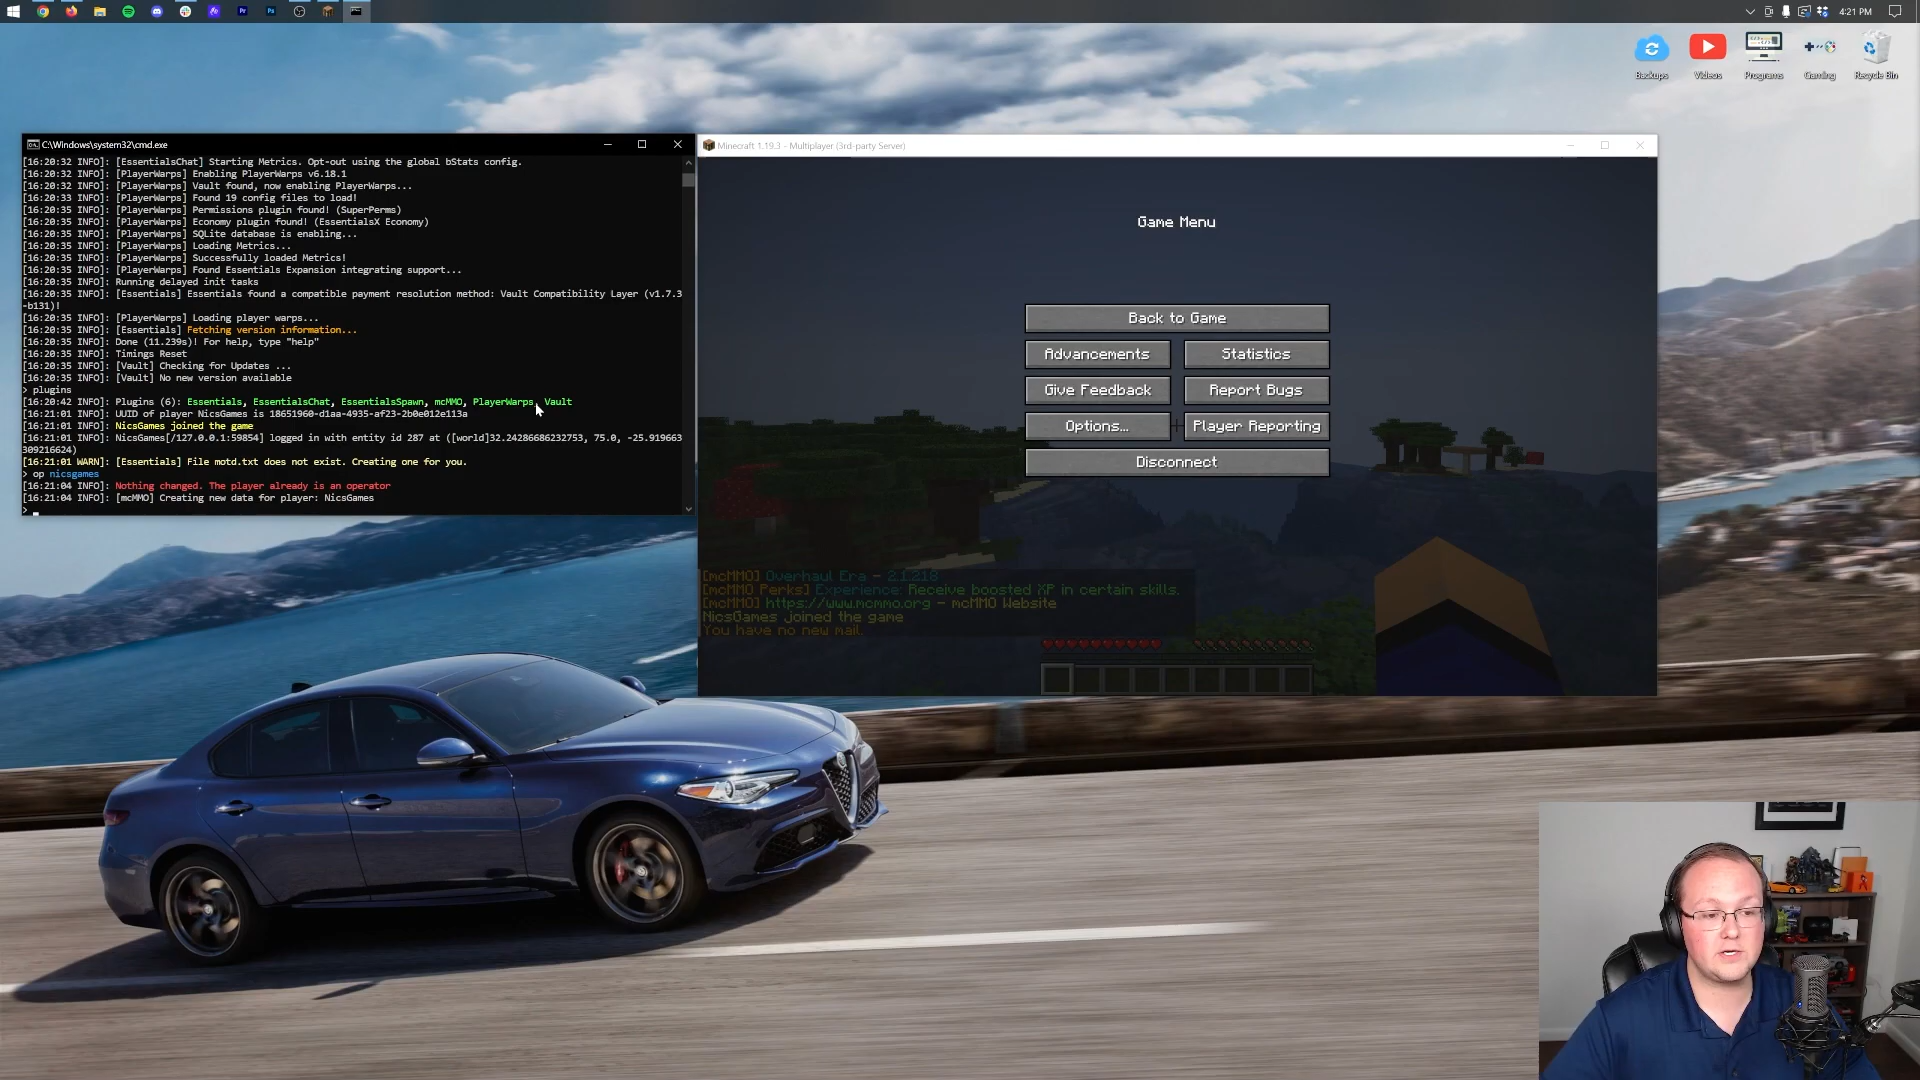 4:21 PM
Backups
Videos
Programs
Gaming
Recycle Bin
C:\Windows\system32\cmd.exe
[16:20:32 INFO]: [EssentialsChat] Starting Metrics. Opt-out using the global bStats config.
[16:20:32 INFO]: [PlayerWarps] Enabling PlayerWarps v6.18.1
[16:20:32 INFO]: [PlayerWarps] Vault found, now enabling PlayerWarps...
[16:20:33 INFO]: [PlayerWarps] Found 19 config files to load!
[16:20:35 INFO]: [PlayerWarps] Permissions plugin found! (SuperPerms)
[16:20:35 INFO]: [PlayerWarps] Economy plugin found! (EssentialsX Economy)
[16:20:35 INFO]: [PlayerWarps] SQLite database is enabling...
[16:20:35 INFO]: [PlayerWarps] Loading Metrics...
[16:20:35 INFO]: [PlayerWarps] Successfully loaded Metrics!
[16:20:35 INFO]: [PlayerWarps] Found Essentials Expansion integrating support...
[16:20:35 INFO]: Running delayed init tasks
[16:20:35 INFO]: [Essentials] Essentials found a compatible payment resolution method: Vault Compatibility Layer (v1.7.3
-b131)!
[16:20:35 INFO]: [PlayerWarps] Loading player warps...
[16:20:35 INFO]: [Essentials] Fetching version information...
[16:20:35 INFO]: Done (11.239s)! For help, type "help"
[16:20:35 INFO]: Timings Reset
[16:20:35 INFO]: [Vault] Checking for Updates ...
[16:20:35 INFO]: [Vault] No new version available
> plugins
[16:20:42 INFO]: Plugins (6): Essentials, EssentialsChat, EssentialsSpawn, mcMMO, PlayerWarps, Vault
[16:21:01 INFO]: UUID of player NicsGames is 18651960-d1aa-4935-af23-2b0e012e113a
[16:21:01 INFO]: NicsGames joined the game
[16:21:01 INFO]: NicsGames[/127.0.0.1:59854] logged in with entity id 287 at ([world]32.24286686232753, 75.0, -25.919663
309216624)
[16:21:01 WARN]: [Essentials] File motd.txt does not exist. Creating one for you.
> op nicsgames
[16:21:04 INFO]: Nothing changed. The player already is an operator
[16:21:04 INFO]: [mcMMO] Creating new data for player: NicsGames
>
Minecraft 1.19.3 - Multiplayer (3rd-party Server)
Game Menu
Back to Game
Advancements
Statistics
Give Feedback
Report Bugs
Options...
Player Reporting
Disconnect
[mcMMO] Overhaul Era - 2.1.218
[mcMMO Perks] Experience: Receive boosted XP in certain skills.
[mcMMO] https://www.mcmmo.org - mcMMO Website
NicsGames joined the game
You have no new mail.